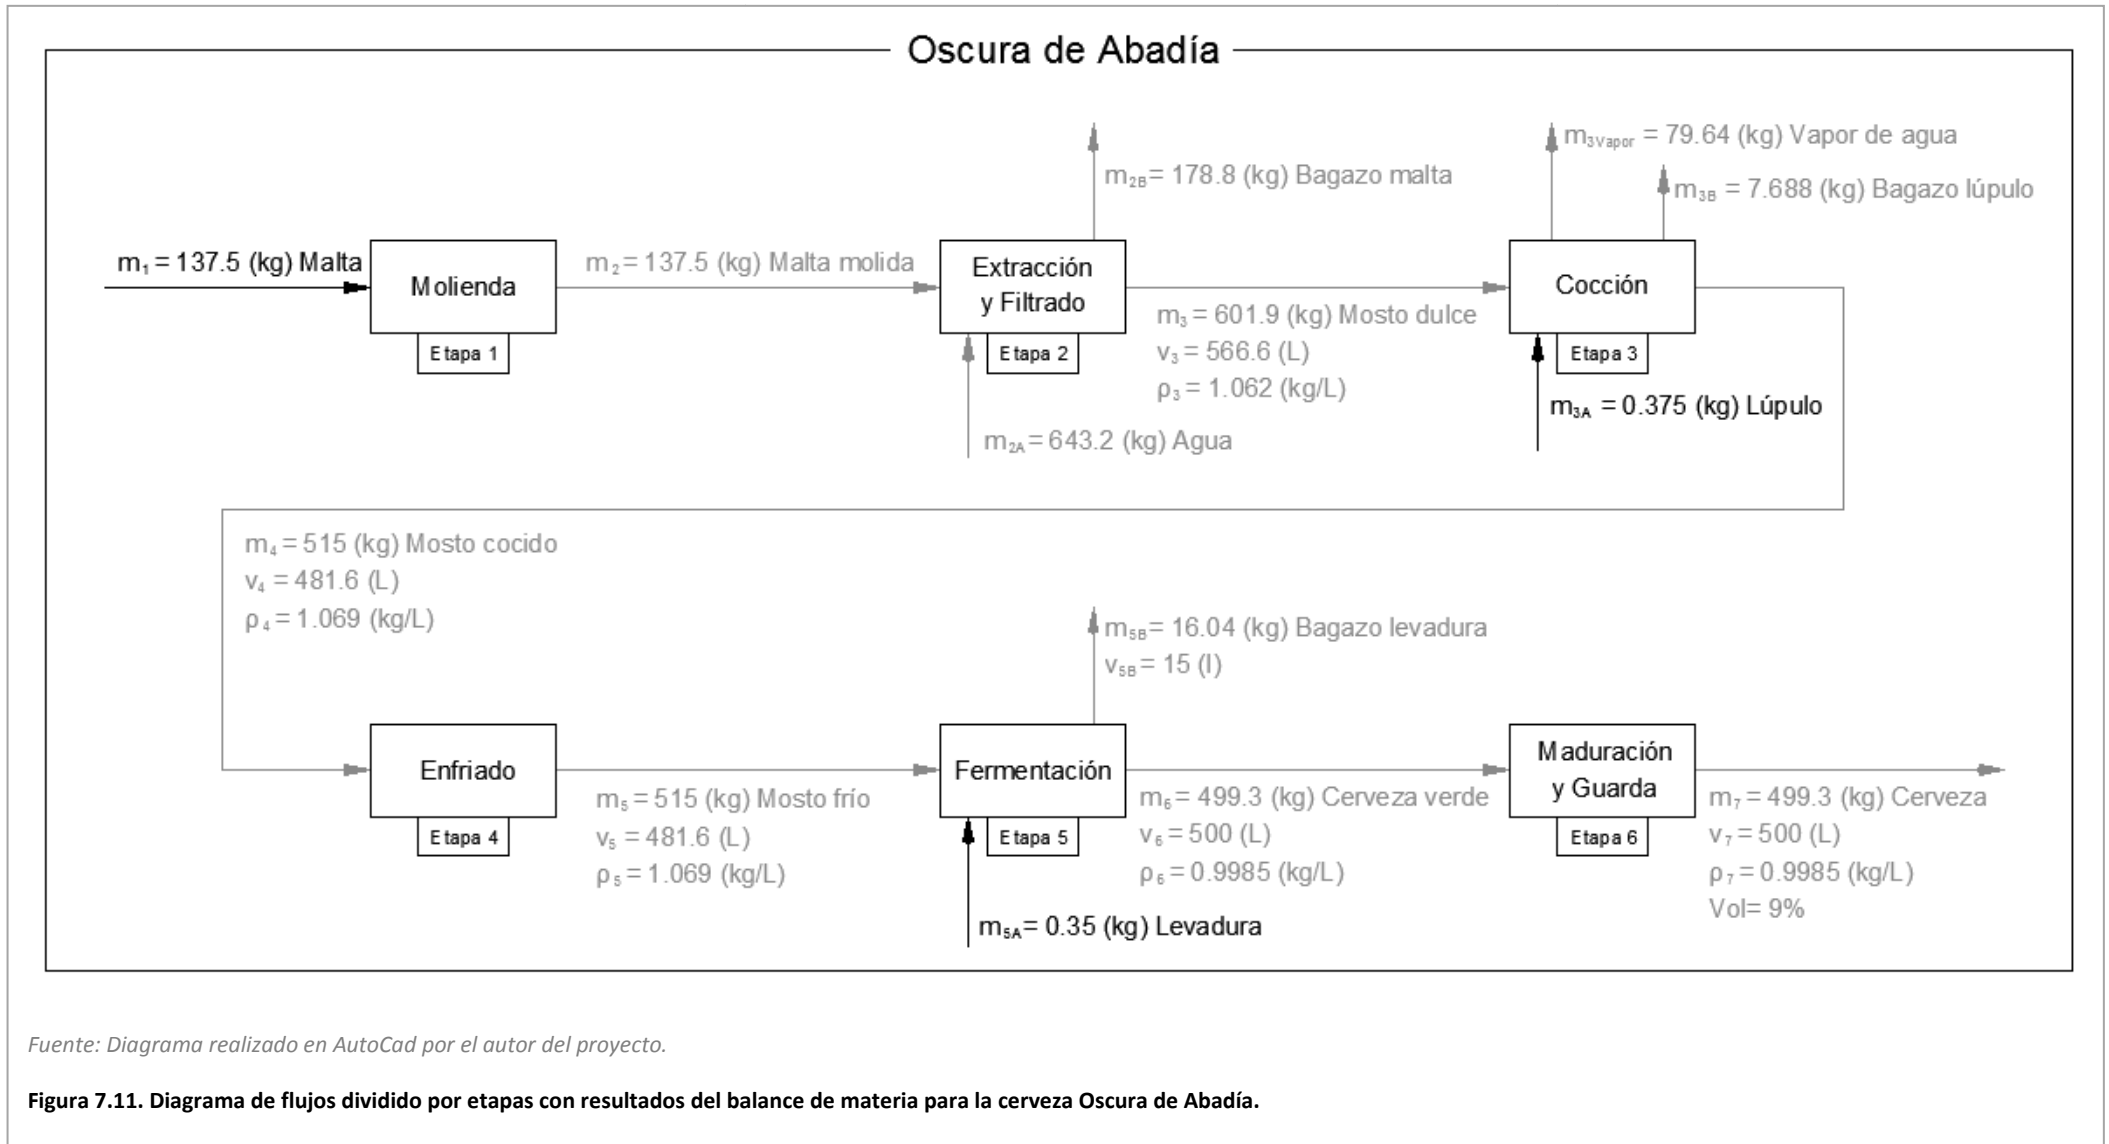 Oscura de Abadía
m₃Vapor = 79.64 (kg) Vapor de agua
m₂B= 178.8 (kg) Bagazo malta
m₃B = 7.688 (kg) Bagazo lúpulo
m₁ = 137.5 (kg) Malta
Molienda
Etapa 1
m₂ = 137.5 (kg) Malta molida
Extracción
y Filtrado
Etapa 2
m₂A = 643.2 (kg) Agua
m₃ = 601.9 (kg) Mosto dulce
v₃ = 566.6 (L)
ρ₃ = 1.062 (kg/L)
Cocción
Etapa 3
m₃A = 0.375 (kg) Lúpulo
m₄ = 515 (kg) Mosto cocido
v₄ = 481.6 (L)
ρ₄ = 1.069 (kg/L)
m₅B= 16.04 (kg) Bagazo levadura
v₅B = 15 (l)
Enfriado
Etapa 4
m₅ = 515 (kg) Mosto frío
v₅ = 481.6 (L)
ρ₅ = 1.069 (kg/L)
Fermentación
Etapa 5
m₅A= 0.35 (kg) Levadura
m₆ = 499.3 (kg) Cerveza verde
v₆ = 500 (L)
ρ₆ = 0.9985 (kg/L)
Maduración
y Guarda
Etapa 6
m₇ = 499.3 (kg) Cerveza
v₇ = 500 (L)
ρ₇ = 0.9985 (kg/L)
Vol= 9%
Fuente: Diagrama realizado en AutoCad por el autor del proyecto.
Figura 7.11. Diagrama de flujos dividido por etapas con resultados del balance de materia para la cerveza Oscura de Abadía.